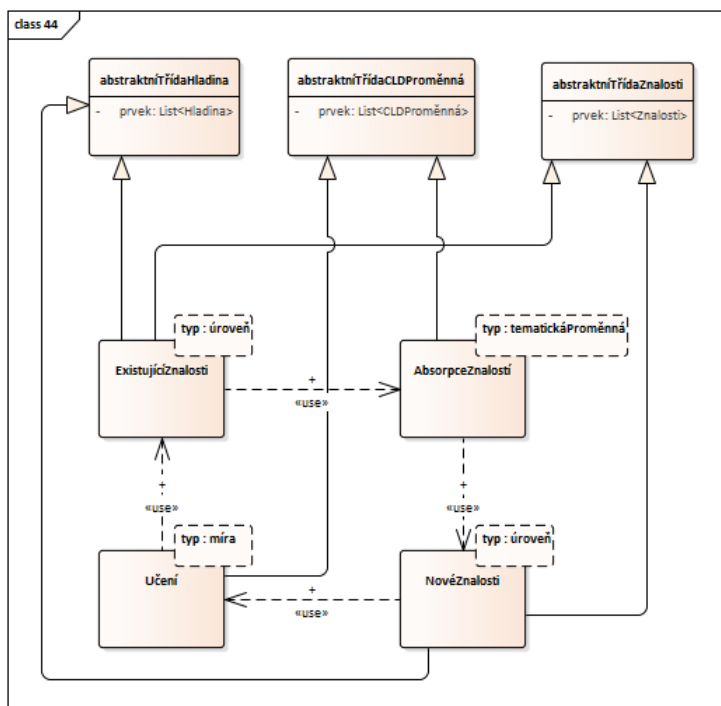 class 44
abstraktníTřídaHladina
- prvek: List<Hladina>
abstraktníTřídaCLDProměnná
- prvek: List<CLDProměnná>
abstraktníTřídaZnalosti
- prvek: List<Znalosti>
typ : úroveň
ExistujícíZnalosti
typ : tematickáProměnná
AbsorpceZnalostí
+
«use»
+
«use»
+
«use»
typ : míra
Učení
typ : úroveň
NovéZnalosti
+
«use»